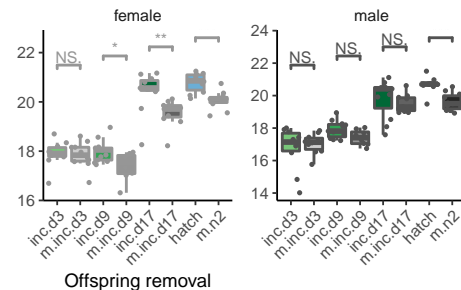 female
male
NS. * **
NS. NS. NS.
22
20
18
16
24
22
20
18
16
14
inc.d3
m.inc.d3
inc.d9
m.inc.d9
inc.d17
m.inc.d17
hatch
m.n2
inc.d3
m.inc.d3
inc.d9
m.inc.d9
inc.d17
m.inc.d17
hatch
m.n2
Offspring removal